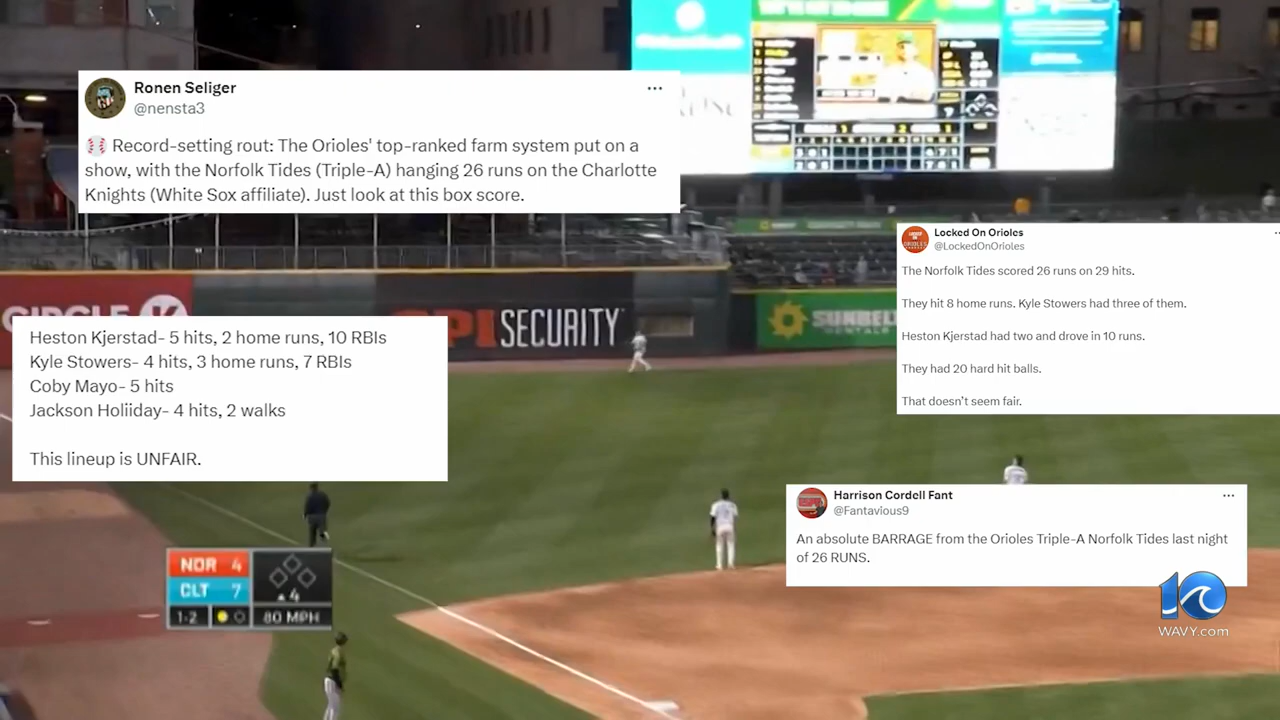 Ronen Seliger
@nensta3
Record-setting rout: The Orioles' top-ranked farm system put on a
show, with the Norfolk Tides (Triple-A) hanging 26 runs on the Charlotte
Knights (White Sox affiliate). Just look at this box score.
Locked On Orioles
@LockedOnOrioles
The Norfolk Tides scored 26 runs on 29 hits.
They hit 8 home runs. Kyle Stowers had three of them.
Heston Kjerstad had two and drove in 10 runs.
They had 20 hard hit balls.
That doesn't seem fair.
CIRCLE K
SECURITY
Heston Kjerstad- 5 hits, 2 home runs, 10 RBIs
Kyle Stowers- 4 hits, 3 home runs, 7 RBIs
Coby Mayo- 5 hits
Jackson Holiiday- 4 hits, 2 walks
This lineup is UNFAIR.
Harrison Cordell Fant
@Fantavious9
An absolute BARRAGE from the Orioles Triple-A Norfolk Tides last night
of 26 RUNS.
NOR 4
CLT 7
4
1-2
80 MPH
10
WAVY.com